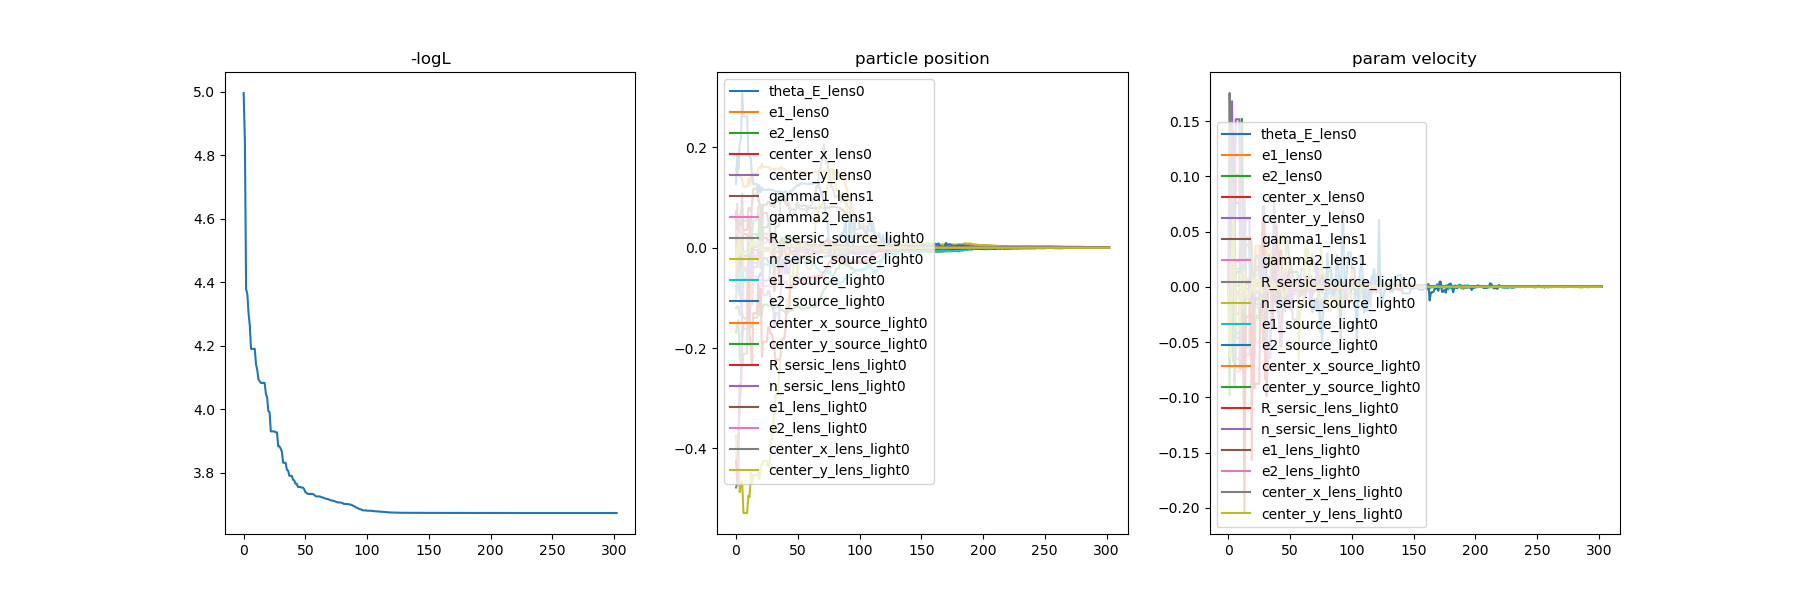 -logL
5.0
4.8
4.6
4.4
4.2
4.0
3.8
0 50 100 150 200 250 300
particle position
0.2
0.0
−0.2
−0.4
theta_E_lens0
e1_lens0
e2_lens0
center_x_lens0
center_y_lens0
gamma1_lens1
gamma2_lens1
R_sersic_source_light0
n_sersic_source_light0
e1_source_light0
e2_source_light0
center_x_source_light0
center_y_source_light0
R_sersic_lens_light0
n_sersic_lens_light0
e1_lens_light0
e2_lens_light0
center_x_lens_light0
center_y_lens_light0
0 50 100 150 200 250 300
param velocity
0.15
0.10
0.05
0.00
−0.05
−0.10
−0.15
−0.20
theta_E_lens0
e1_lens0
e2_lens0
center_x_lens0
center_y_lens0
gamma1_lens1
gamma2_lens1
R_sersic_source_light0
n_sersic_source_light0
e1_source_light0
e2_source_light0
center_x_source_light0
center_y_source_light0
R_sersic_lens_light0
n_sersic_lens_light0
e1_lens_light0
e2_lens_light0
center_x_lens_light0
center_y_lens_light0
0 50 100 150 200 250 300